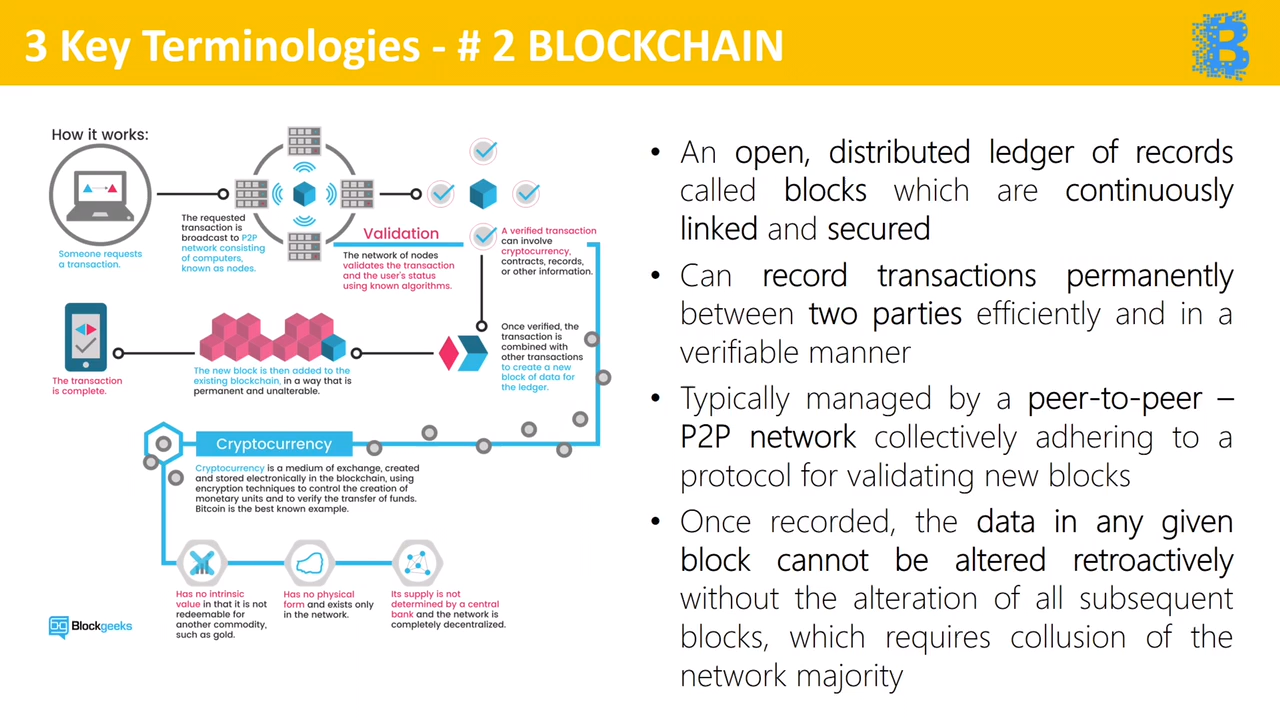 3 Key Terminologies - # 2 BLOCKCHAIN
How it works:
Someone requests
a transaction.
The requested
transaction is
broadcast to P2P
network consisting
of computers,
known as nodes.
Validation
The network of nodes
validates the transaction
and the user's status
using known algorithms.
A verified transaction
can involve
cryptocurrency,
contracts, records,
or other information.
Once verified, the
transaction is
combined with
other transactions
to create a new
block of data for
the ledger.
The new block is then added to the
existing blockchain, in a way that is
permanent and unalterable.
The transaction
is complete.
Cryptocurrency
Cryptocurrency is a medium of exchange, created
and stored electronically in the blockchain, using
encryption techniques to control the creation of
monetary units and to verify the transfer of funds.
Bitcoin is the best known example.
Has no intrinsic
value in that it is not
redeemable for
another commodity,
such as gold.
Has no physical
form and exists only
in the network.
Its supply is not
determined by a central
bank and the network is
completely decentralized.
Blockgeeks
• An open, distributed ledger of records
called blocks which are continuously
linked and secured
• Can record transactions permanently
between two parties efficiently and in a
verifiable manner
• Typically managed by a peer-to-peer –
P2P network collectively adhering to a
protocol for validating new blocks
• Once recorded, the data in any given
block cannot be altered retroactively
without the alteration of all subsequent
blocks, which requires collusion of the
network majority